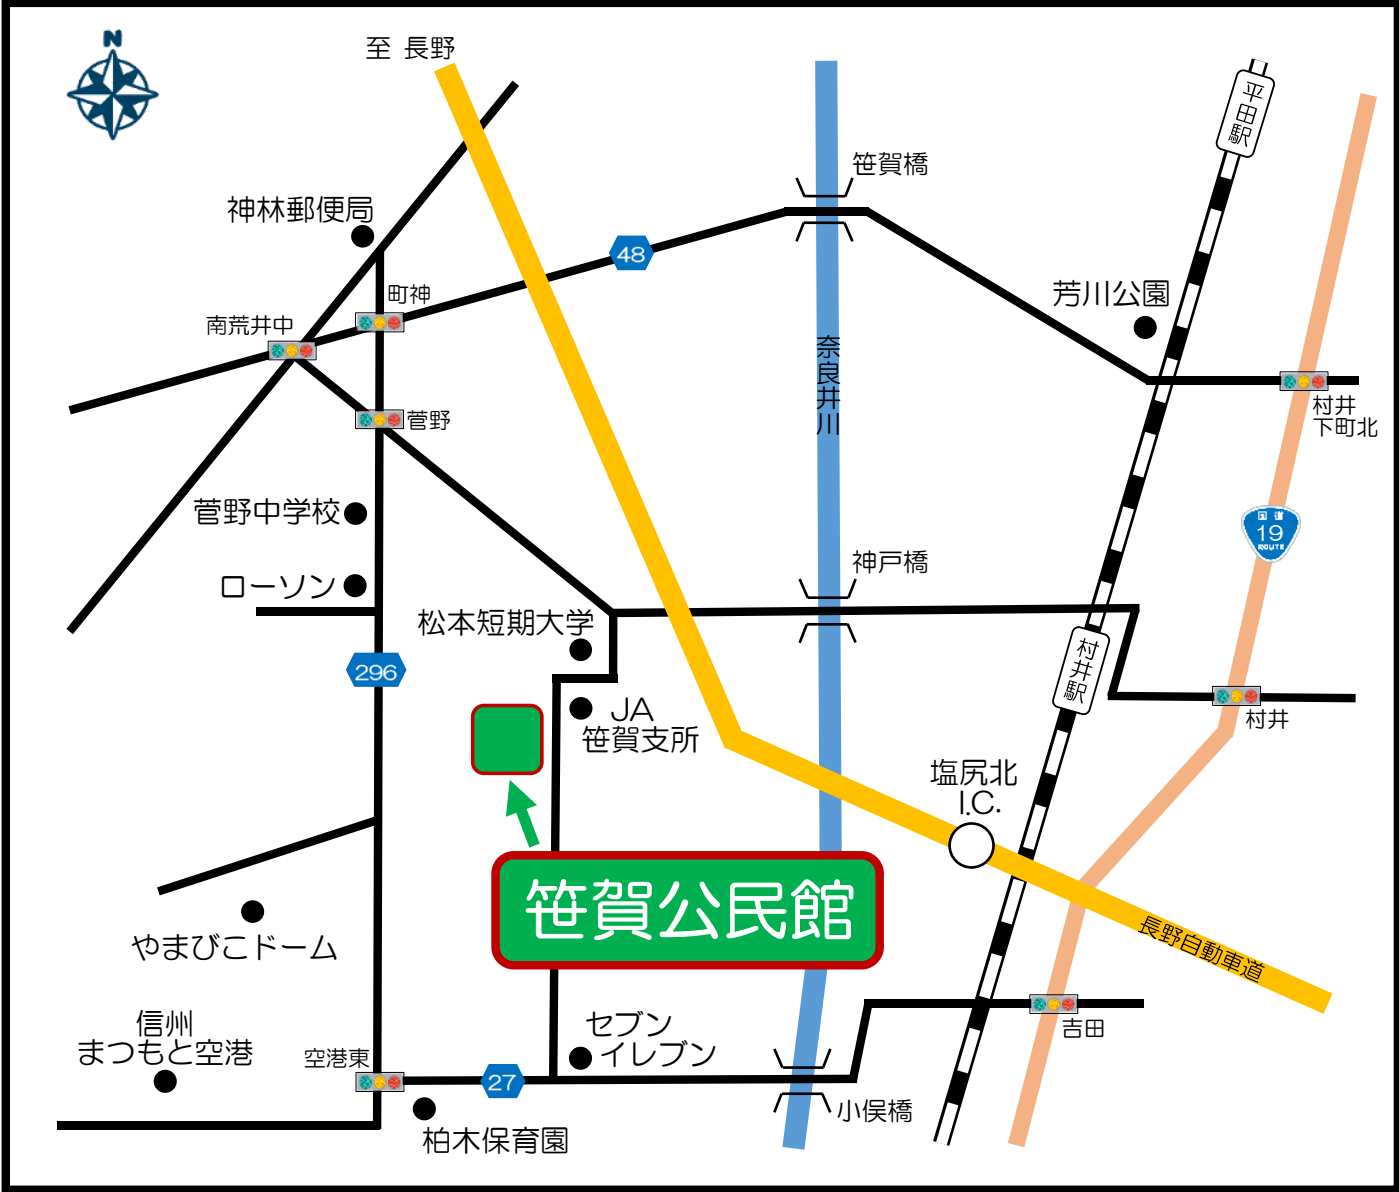 N
至 長野
平田駅
笹賀橋
神林郵便局
48
町神
芳川公園
南荒井中
奈良井川
村井
下町北
菅野
菅野中学校
国道
19
ROUTE
神戸橋
ローソン
松本短期大学
村井駅
296
JA
笹賀支所
村井
塩尻北
I.C.
笹賀公民館
やまびこドーム
長野自動車道
信州
まつもと空港
セブン
イレブン
吉田
空港東
27
小俣橋
柏木保育園